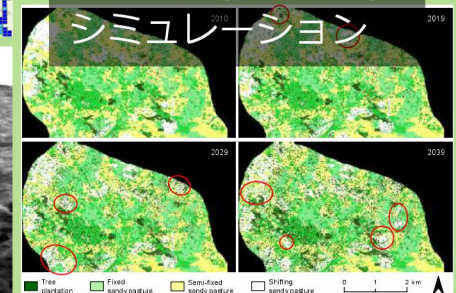 シミュレーション
2010
2019
2029
2039
Tree plantation
Fixed sandy pasture
Semi-fixed sandy pasture
Shifting sandy pasture
0 1 2 km